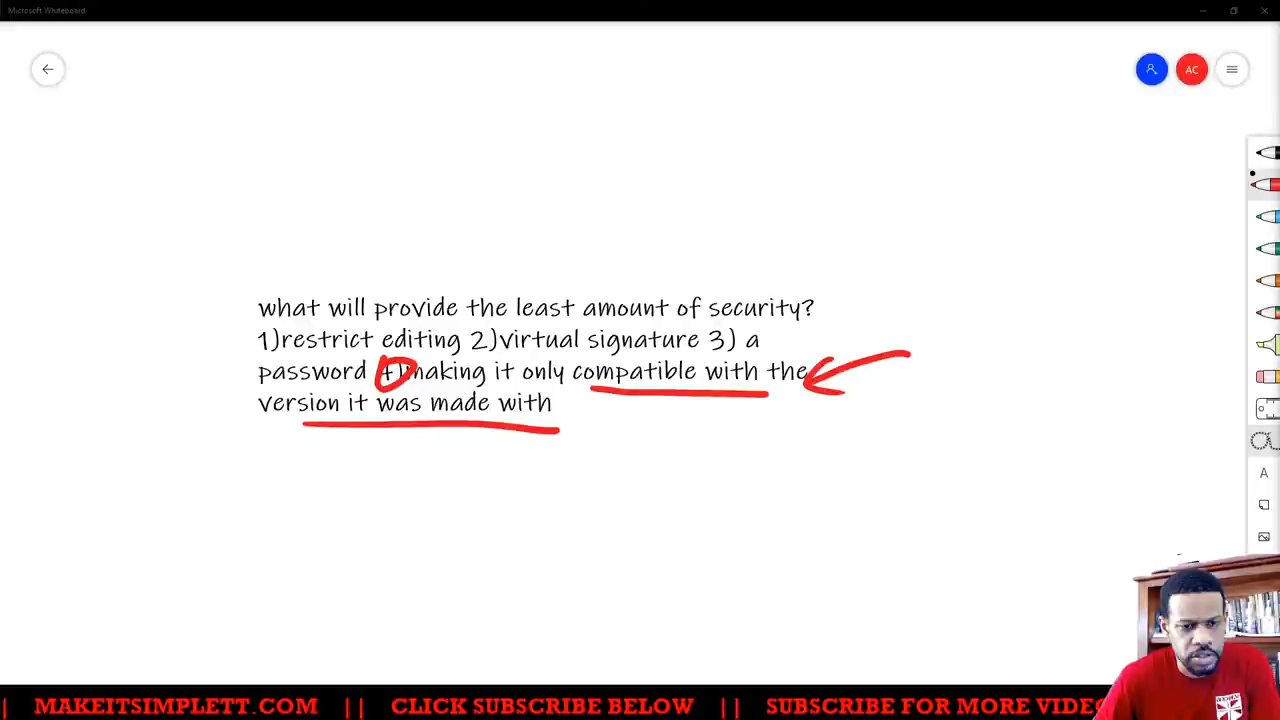 Microsoft Whiteboard
AC
what will provide the least amount of security?
1)restrict editing 2)virtual signature 3) a
password 4)making it only compatible with the
version it was made with
A
MAKEITSIMPLETT.COM || CLICK SUBSCRIBE BELOW || SUBSCRIBE FOR MORE VIDEO